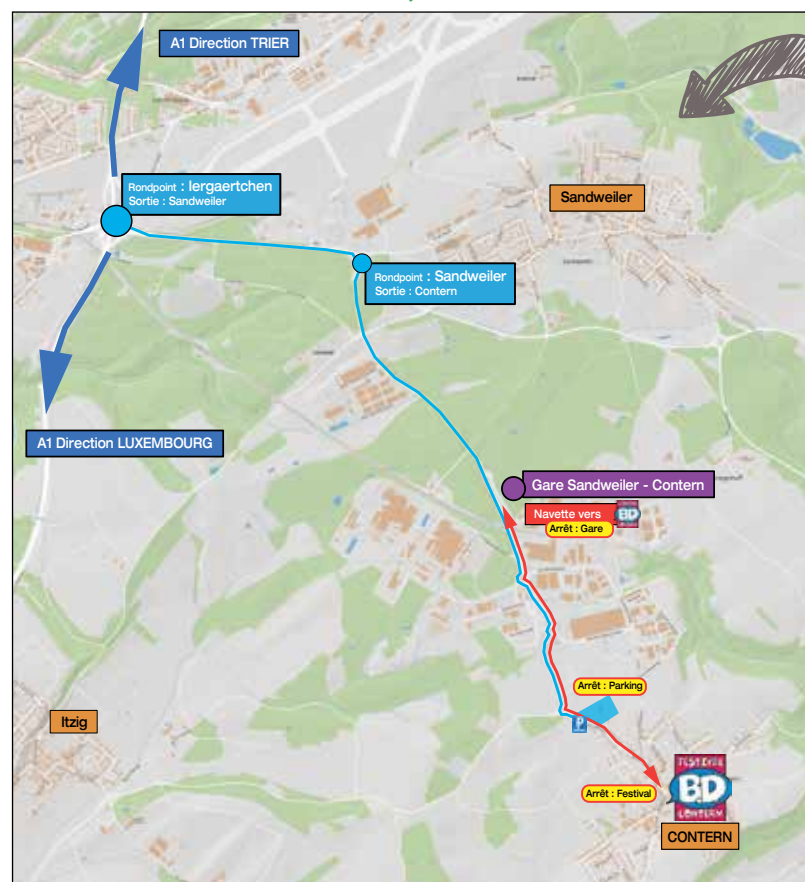 A1 Direction TRIER
Rondpoint : Iergaertchen
Sortie : Sandweiler
Sandweiler
Rondpoint : Sandweiler
Sortie : Contern
A1 Direction LUXEMBOURG
Gare Sandweiler - Contern
Navette vers
BD
Arrêt : Gare
Arrêt : Parking
Itzig
P
Arrêt : Festival
FESTIVAL
BD
CONTERN
CONTERN